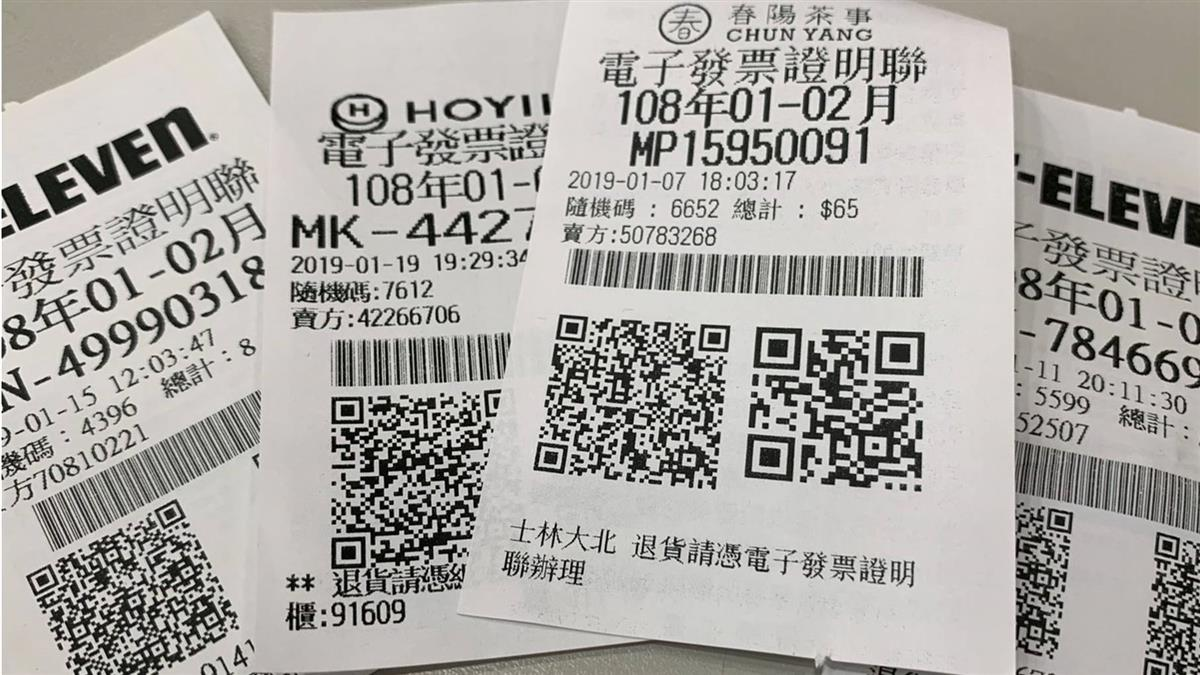 ELEVEN
發票證明聯
8年01-02月
N-49990318
9-01-15 12:03:47
機碼:4396 總計:8
方70810221
014
HOYII
電子發票證
108年01-0
MK-4427
2019-01-19 19:29:34
隨機碼:7612
賣方:42266706
** 退貨請憑
櫃:91609
春
春陽茶事
CHUN YANG
電子發票證明聯
108年01-02月
MP15950091
2019-01-07 18:03:17
隨機碼 : 6652 總計 : $65
賣方:50783268
士林大北 退貨請憑電子發票證明
聯辦理
-ELEVE
子發票證
8年01-0
-784669
-11 20:11:30
: 5599 總計:
52507